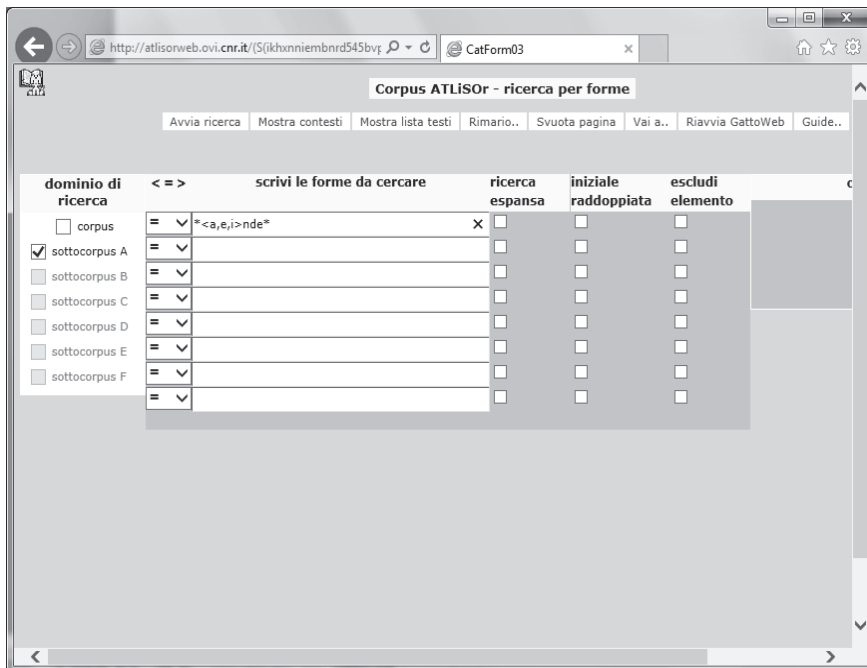 http://atlisorweb.ovi.cnr.it/(S(ikhxnniembnrd545bvp
CatForm03
Corpus ATLiSOr - ricerca per forme
Avvia ricerca Mostra contesti Mostra lista testi Rimario.. Svuota pagina Vai a.. Riavvia GattoWeb Guide..
dominio di ricerca
< = >
scrivi le forme da cercare
ricerca espansa
iniziale raddoppiata
escludi elemento
corpus
= *<a,e,i>nde*
sottocorpus A
=
sottocorpus B
=
sottocorpus C
=
sottocorpus D
=
sottocorpus E
=
sottocorpus F
=
=